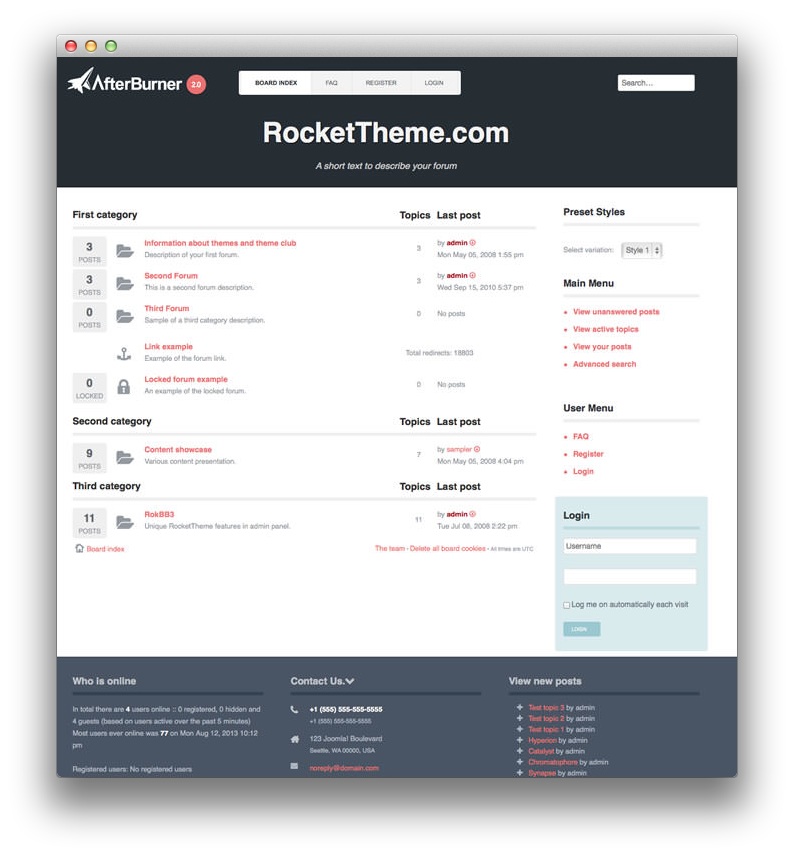 AfterBurner 2.0
BOARD INDEX FAQ REGISTER LOGIN
Search...
RocketTheme.com
A short text to describe your forum
First category Topics Last post
3 POSTS
Information about themes and theme club
Description of your first forum.
3
by admin
Mon May 05, 2008 1:55 pm
3 POSTS
Second Forum
This is a second forum description.
3
by admin
Wed Sep 15, 2010 5:37 pm
0 POSTS
Third Forum
Sample of a third category description.
0
No posts
Link example
Example of the forum link.
Total redirects: 18803
0 LOCKED
Locked forum example
An example of the locked forum.
0
No posts
Second category Topics Last post
9 POSTS
Content showcase
Various content presentation.
7
by sampler
Mon May 05, 2008 4:04 pm
Third category Topics Last post
11 POSTS
RokBB3
Unique RocketTheme features in admin panel.
11
by admin
Tue Jul 08, 2008 2:22 pm
Board index
The team • Delete all board cookies • All times are UTC
Preset Styles
Select variation: Style 1
Main Menu
View unanswered posts
View active topics
View your posts
Advanced search
User Menu
FAQ
Register
Login
Login
Username
Log me on automatically each visit
LOGIN
Who is online
In total there are 4 users online :: 0 registered, 0 hidden and
4 guests (based on users active over the past 5 minutes)
Most users ever online was 77 on Mon Aug 12, 2013 10:12
pm
Registered users: No registered users
Contact Us.
+1 (555) 555-555-5555
+1 (555) 555-555-5555
123 Joomla! Boulevard
Seattle, WA 00000, USA
noreply@domain.com
View new posts
Test topic 3 by admin
Test topic 2 by admin
Test topic 1 by admin
Hyperion by admin
Catalyst by admin
Chromatophore by admin
Synapse by admin